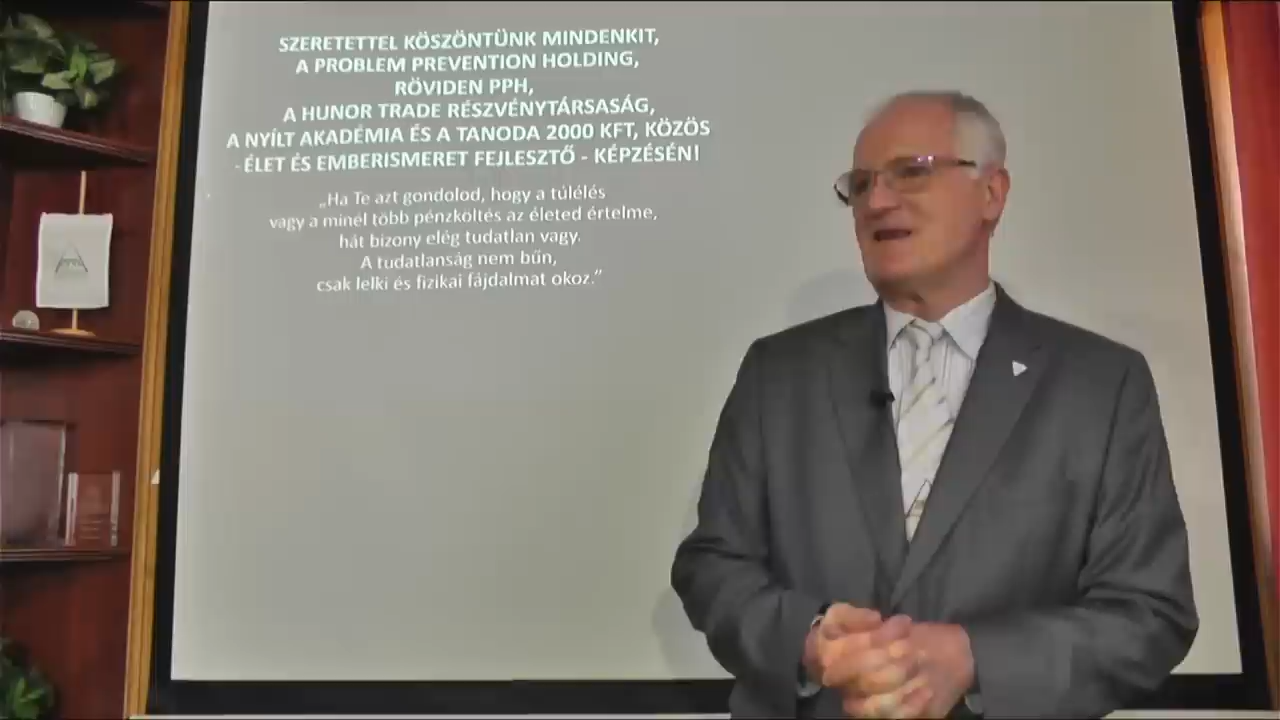 SZERETETTEL KÖSZÖNTÜNK MINDENKIT,
A PROBLEM PREVENTION HOLDING,
RÖVIDEN PPH,
A HUNOR TRADE RÉSZVÉNYTÁRSASÁG,
A NYÍLT AKADÉMIA ÉS A TANODA 2000 KFT, KÖZÖS
- ÉLET ÉS EMBERISMERET FEJLESZTŐ - KÉPZÉSÉN!
„Ha Te azt gondolod, hogy a túlélés
vagy a minél több pénzköltés az életed értelme,
hát bizony elég tudatlan vagy.
A tudatlanság nem bűn,
csak lelki és fizikai fájdalmat okoz.”